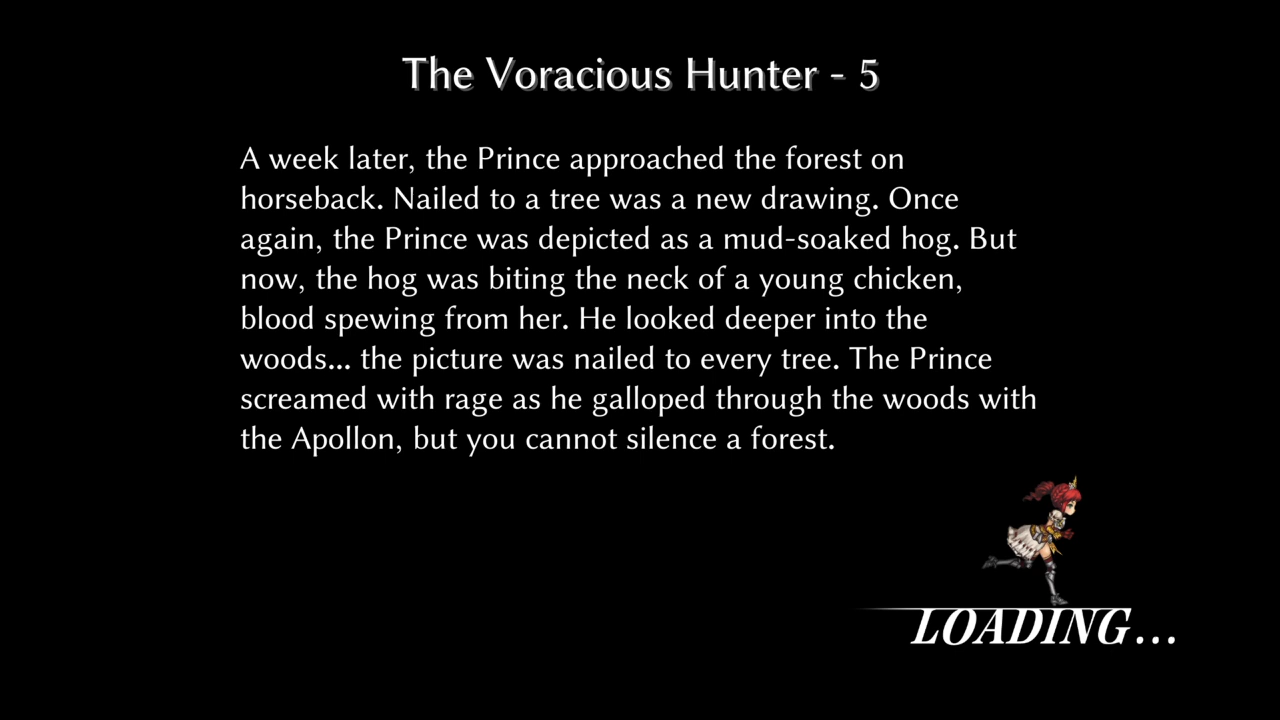 The Voracious Hunter - 5
A week later, the Prince approached the forest on
horseback. Nailed to a tree was a new drawing. Once
again, the Prince was depicted as a mud-soaked hog. But
now, the hog was biting the neck of a young chicken,
blood spewing from her. He looked deeper into the
woods... the picture was nailed to every tree. The Prince
screamed with rage as he galloped through the woods with
the Apollon, but you cannot silence a forest.
LOADING...